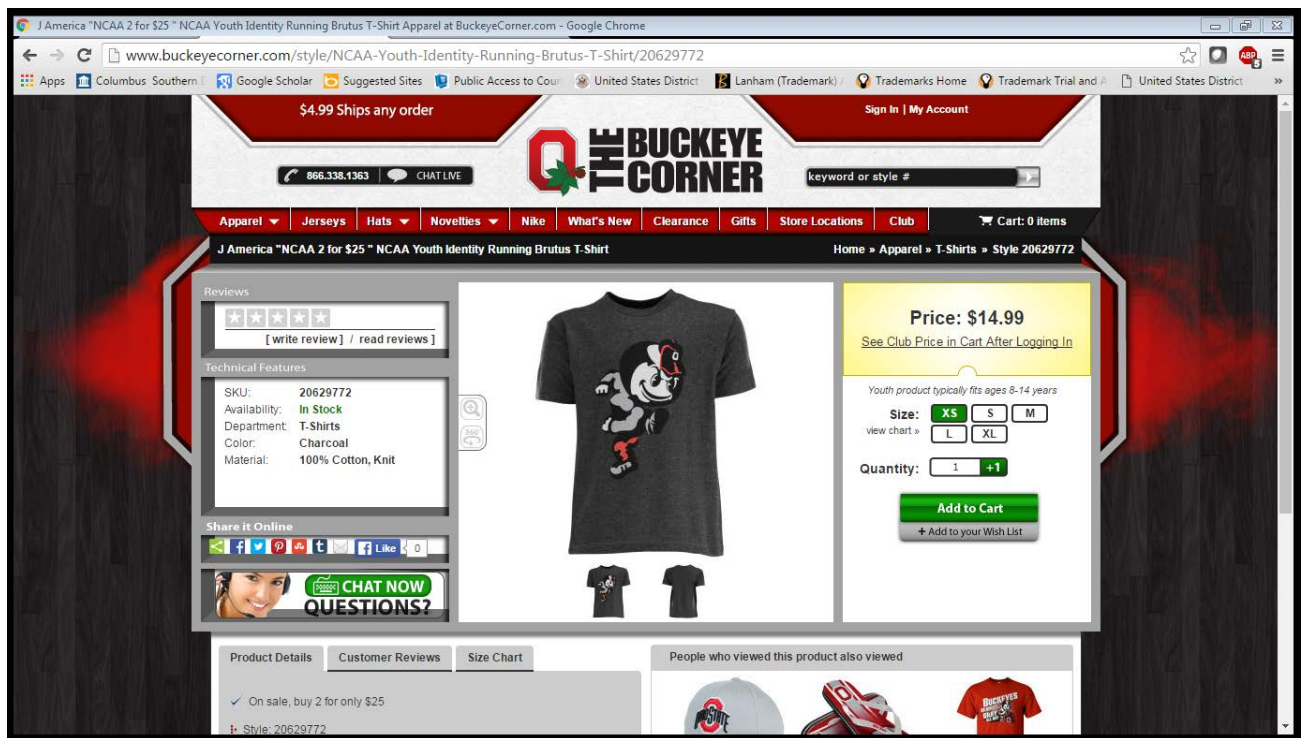 J America "NCAA 2 for $25 " NCAA Youth Identity Running Brutus T-Shirt Apparel at BuckeyeCorner.com - Google Chrome
www.buckeyecorner.com/style/NCAA-Youth-Identity-Running-Brutus-T-Shirt/20629772
ABP
Apps Columbus Southern Google Scholar Suggested Sites Public Access to Cour United States District Lanham (Trademark) / Trademarks Home Trademark Trial and A United States District »
$4.99 Ships any order
Sign In | My Account
THE BUCKEYE CORNER
866.338.1363 CHAT LIVE
keyword or style #
Apparel Jerseys Hats Novelties Nike What's New Clearance Gifts Store Locations Club Cart: 0 items
J America "NCAA 2 for $25 " NCAA Youth Identity Running Brutus T-Shirt
Home » Apparel » T-Shirts » Style 20629772
Reviews
[ write review ] / read reviews ]
Technical Features
SKU: 20629772
Availability: In Stock
Department: T-Shirts
Color: Charcoal
Material: 100% Cotton, Knit
Share it Online
Like 0
CHAT NOW
QUESTIONS?
360°
Price: $14.99
See Club Price in Cart After Logging In
Youth product typically fits ages 8-14 years
Size: XS S M
view chart » L XL
Quantity: 1 +1
Add to Cart
+ Add to your Wish List
Product Details Customer Reviews Size Chart
On sale, buy 2 for only $25
Style: 20629772
People who viewed this product also viewed
OHIO STATE
BUCKEYES